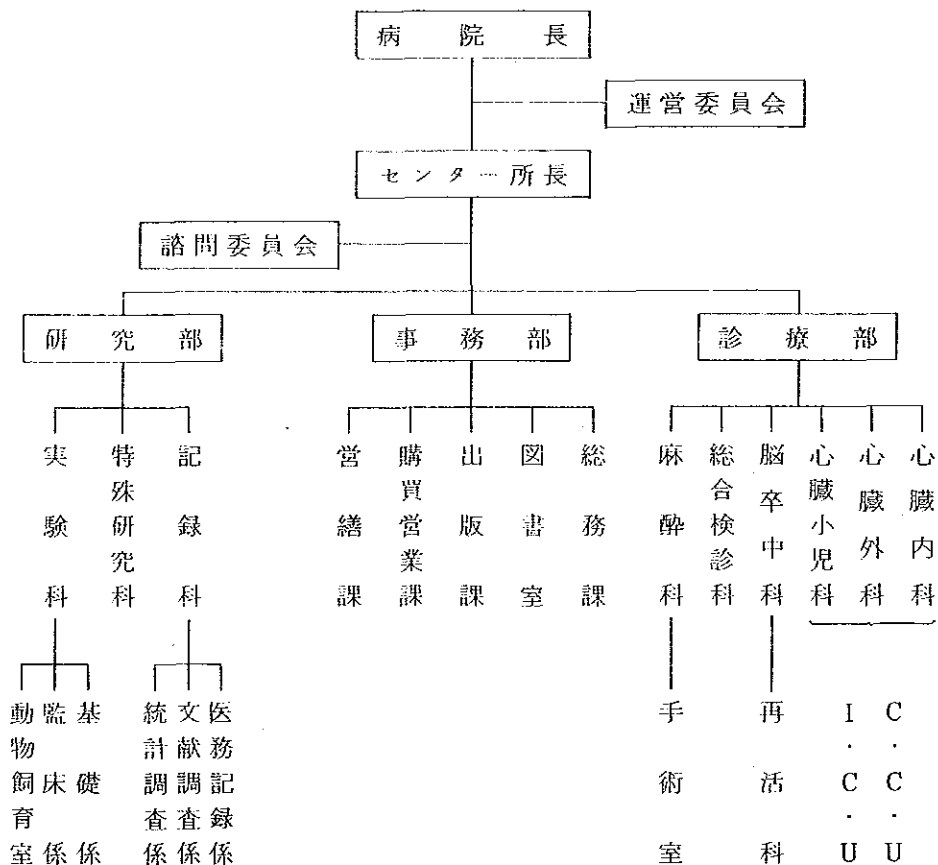 病院長
運営委員会
センター所長
諮問委員会
研究部
事務部
診療部
実験科
特殊研究科
記録科
営繕課
購買営業課
出版課
図書室
総務課
麻酔科
総合検診科
脳卒中科
心臓小児科
心臓外科
心臓内科
動物飼育室
監床係
基礎係
統計調査係
文献調査係
医務記録係
手術室
再活科
I・C・U
C・C・U